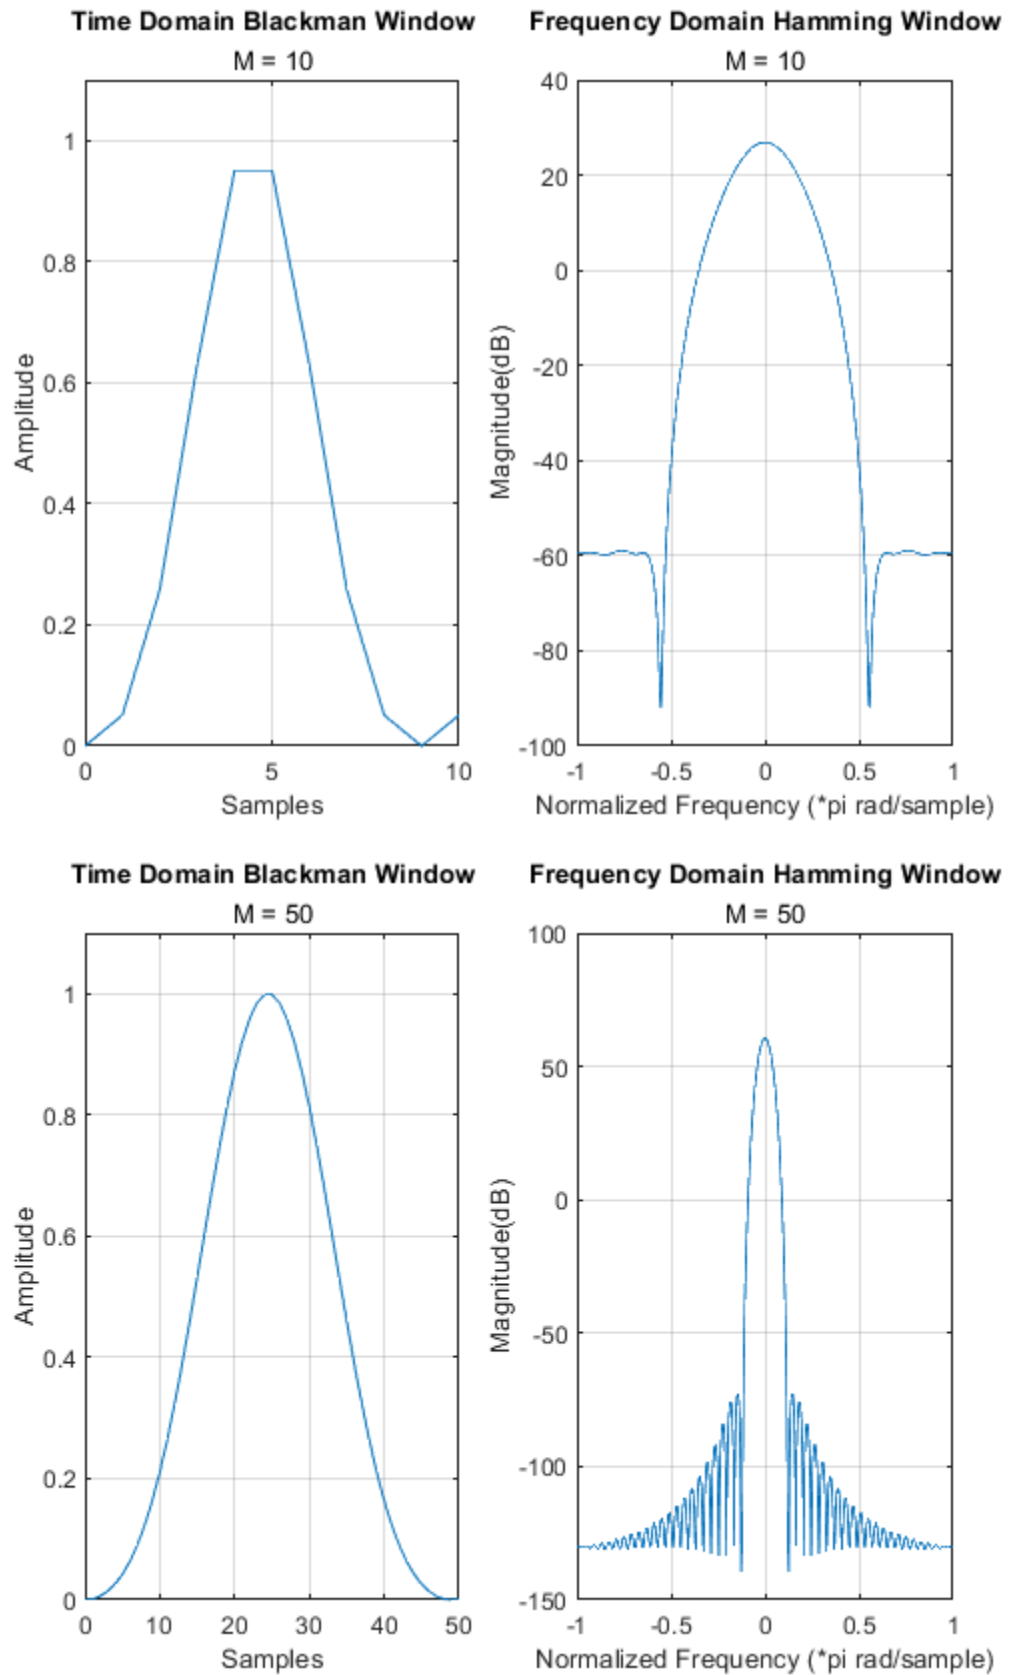 Time Domain Blackman Window
M = 10
1
0.8
0.6
0.4
0.2
0
0 5 10
Amplitude
Samples
Frequency Domain Hamming Window
M = 10
40
20
0
-20
-40
-60
-80
-100
-1 -0.5 0 0.5 1
Magnitude(dB)
Normalized Frequency (*pi rad/sample)
Time Domain Blackman Window
M = 50
1
0.8
0.6
0.4
0.2
0
0 10 20 30 40 50
Amplitude
Samples
Frequency Domain Hamming Window
M = 50
100
50
0
-50
-100
-150
-1 -0.5 0 0.5 1
Magnitude(dB)
Normalized Frequency (*pi rad/sample)